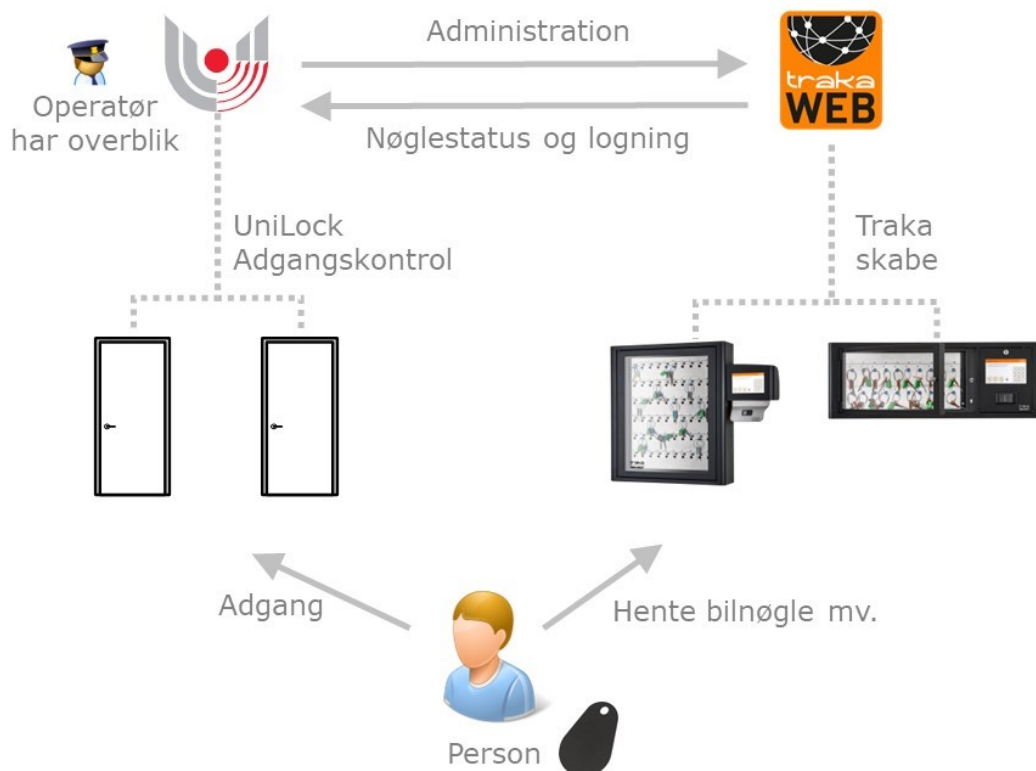 Administration
Operatør
har overblik
traka
WEB
Nøglestatus og logning
UniLock
Adgangskontrol
Traka
skabe
Adgang
Hente bilnøgle mv.
Person